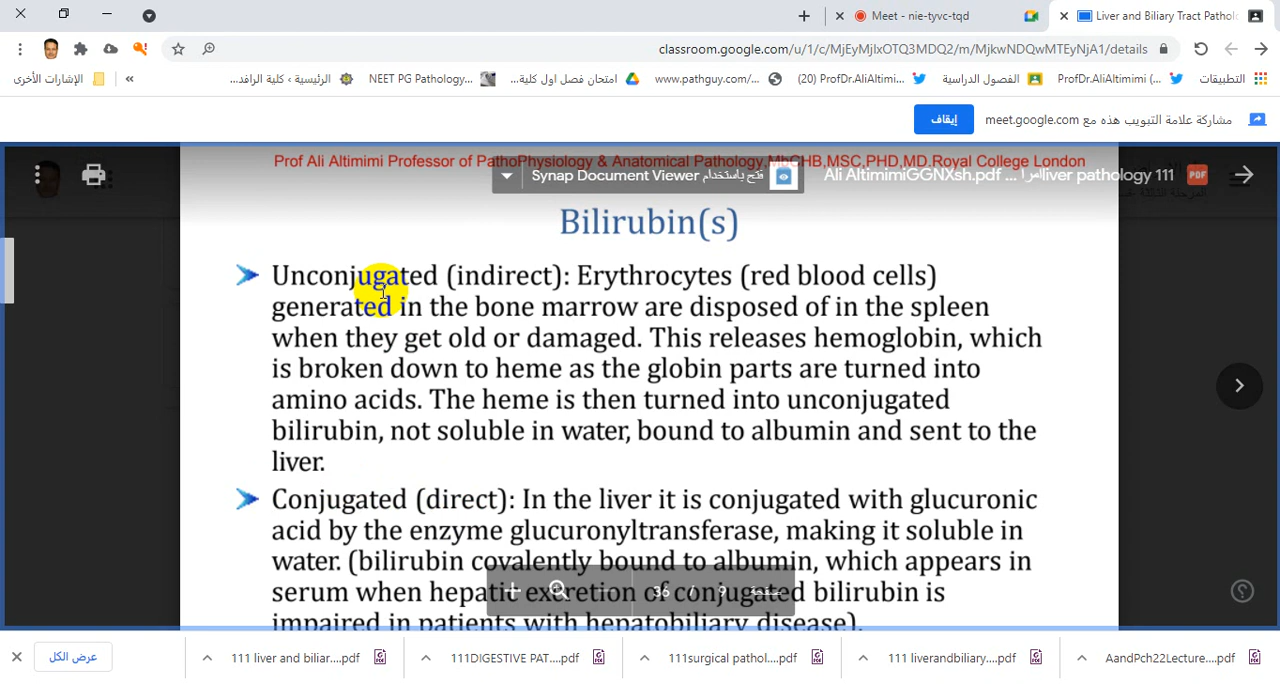 Meet - nie-tyvc-tqd
Liver and Biliary Tract Pathol
classroom.google.com/u/1/c/MjEyMjIxOTQ3MDQ2/m/MjkwNDQwMTEyNjA1/details
التطبيقات
ProfDr.AliAltimimi (...
الفصول الدراسية
(20) ProfDr.AliAltimi...
www.pathguy.com/...
امتحان فصل اول كلية...
NEET PG Pathology...
الرئيسية › كلية الرافد...
»
الإشارات الأخرى
مشاركة علامة التبويب هذه مع meet.google.com
إيقاف
Prof Ali Altimimi Professor of PathoPhysiology & Anatomical Pathology,MbCHB,MSC,PHD,MD.Royal College London
liver pathology 111
PDF
Ali AltimimiGGNXsh.pdf ...
فتح باستخدام Synap Document Viewer
Bilirubin(s)
Unconjugated (indirect): Erythrocytes (red blood cells)
generated in the bone marrow are disposed of in the spleen
when they get old or damaged. This releases hemoglobin, which
is broken down to heme as the globin parts are turned into
amino acids. The heme is then turned into unconjugated
bilirubin, not soluble in water, bound to albumin and sent to the
liver.
Conjugated (direct): In the liver it is conjugated with glucuronic
acid by the enzyme glucuronyltransferase, making it soluble in
water. (bilirubin covalently bound to albumin, which appears in
serum when hepatic excretion of conjugated bilirubin is
impaired in patients with hepatobiliary disease).
صفحة 9 / 36
عرض الكل
111 liver and biliar....pdf
111DIGESTIVE PAT....pdf
111surgical pathol....pdf
111 liverandbiliary....pdf
AandPch22Lecture....pdf